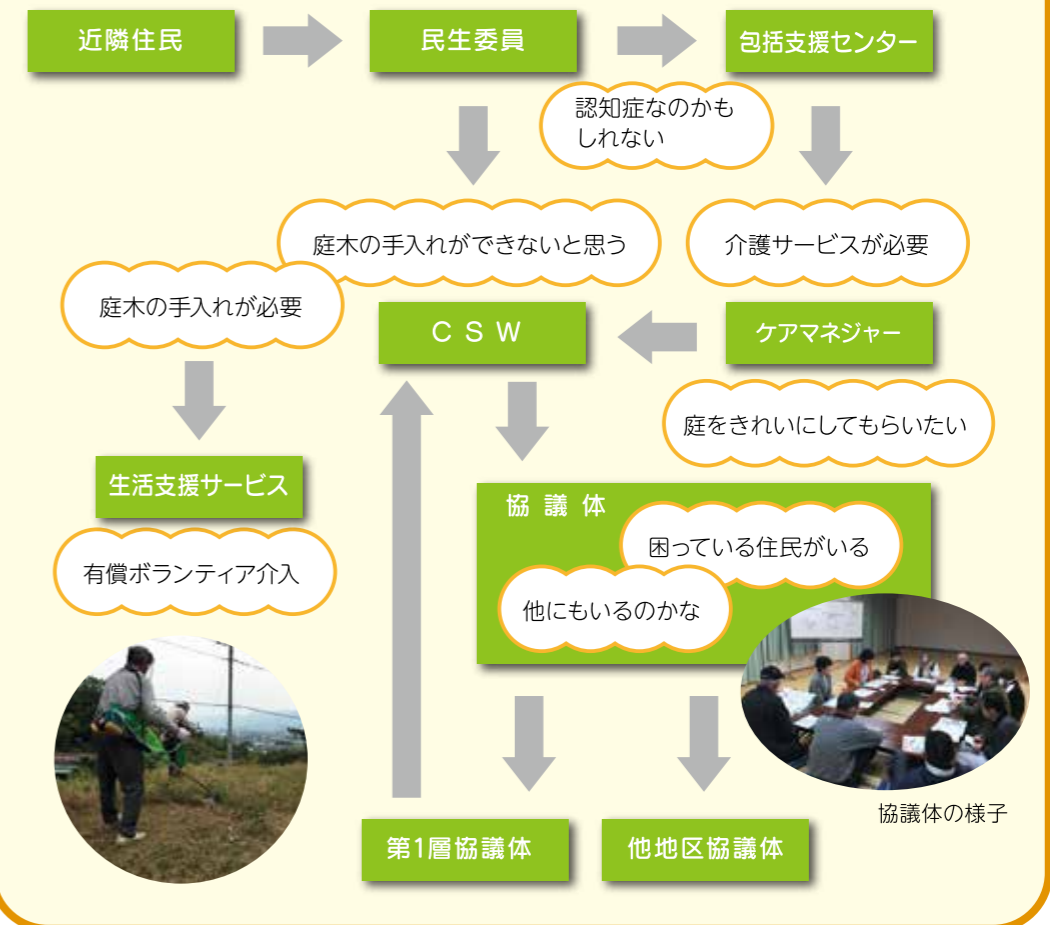 近隣住民
民生委員
包括支援センター
認知症なのかも
しれない
庭木の手入れができないと思う
介護サービスが必要
庭木の手入れが必要
ＣＳＷ
ケアマネジャー
庭をきれいにしてもらいたい
生活支援サービス
協議体
困っている住民がいる
有償ボランティア介入
他にもいるのかな
協議体の様子
第1層協議体
他地区協議体